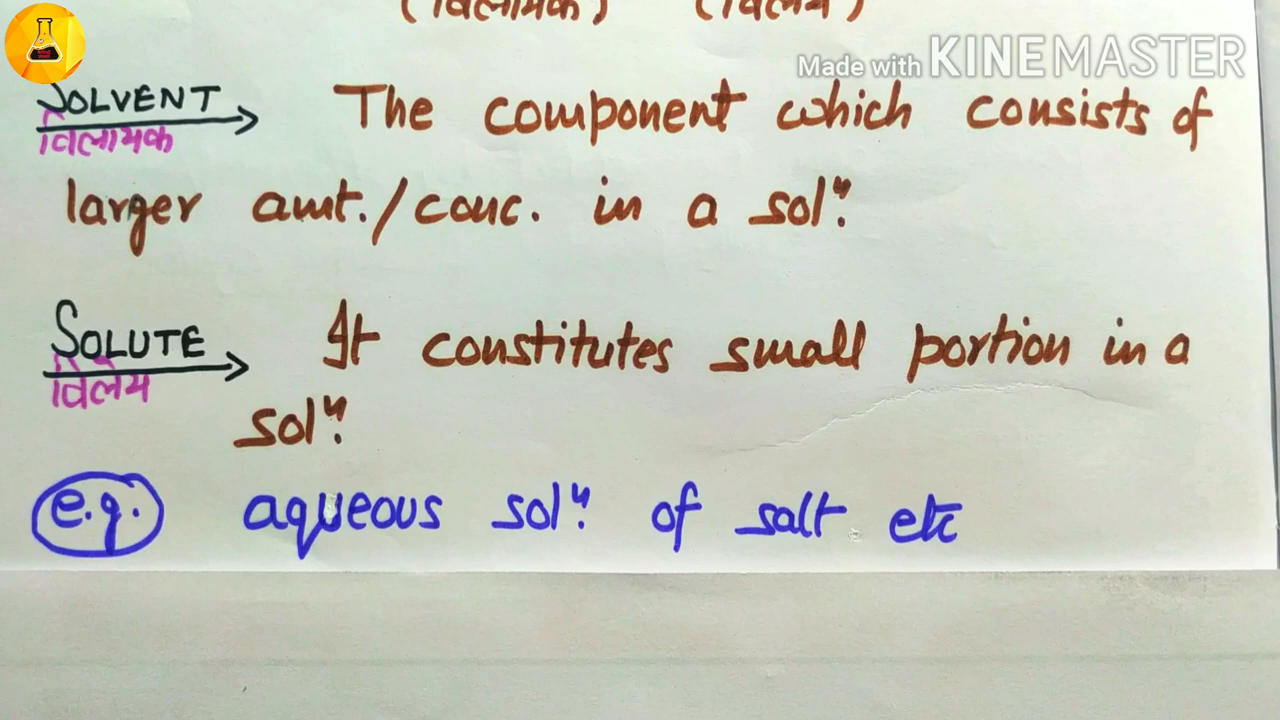 (विलायक) (विलेय)
Made with KINEMASTER
SOLVENT → The component which consists of
विलायक
larger amt./conc. in a solⁿ.
SOLUTE → It constitutes small portion in a
विलेय
solⁿ.
e.g. aqueous solⁿ. of salt etc